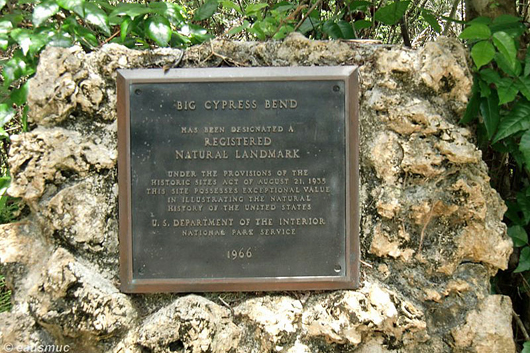 BIG CYPRESS BEND
HAS BEEN DESIGNATED A
REGISTERED
NATURAL LANDMARK
UNDER THE PROVISIONS OF THE
HISTORIC SITES ACT OF AUGUST 21, 1935
THIS SITE POSSESSES EXCEPTIONAL VALUE
IN ILLUSTRATING THE NATURAL
HISTORY OF THE UNITED STATES
U. S. DEPARTMENT OF THE INTERIOR
NATIONAL PARK SERVICE
1966
© eadsmuc